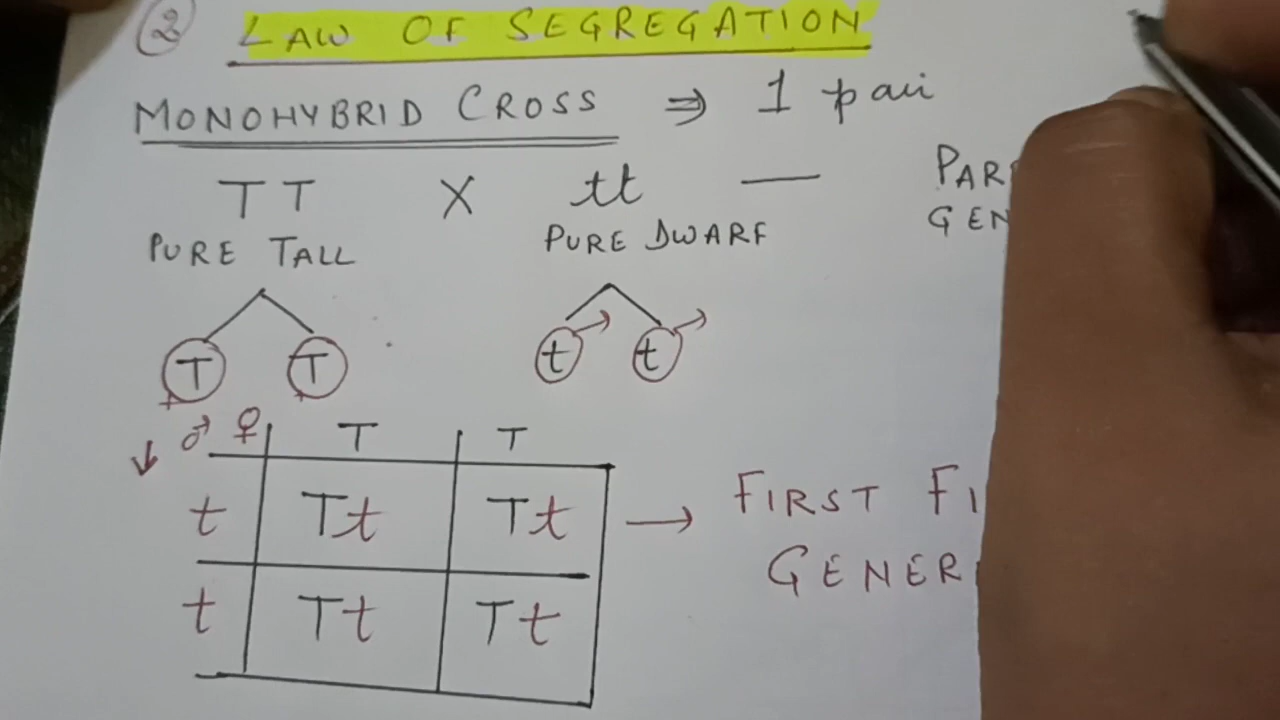 ② LAW OF SEGREGATION
MONOHYBRID CROSS ⇒ 1 pair
TT X tt —
GEN
PURE TALL PURE DWARF
T T t t
♂ ♀ T T
t Tt Tt → FIRST
t Tt Tt